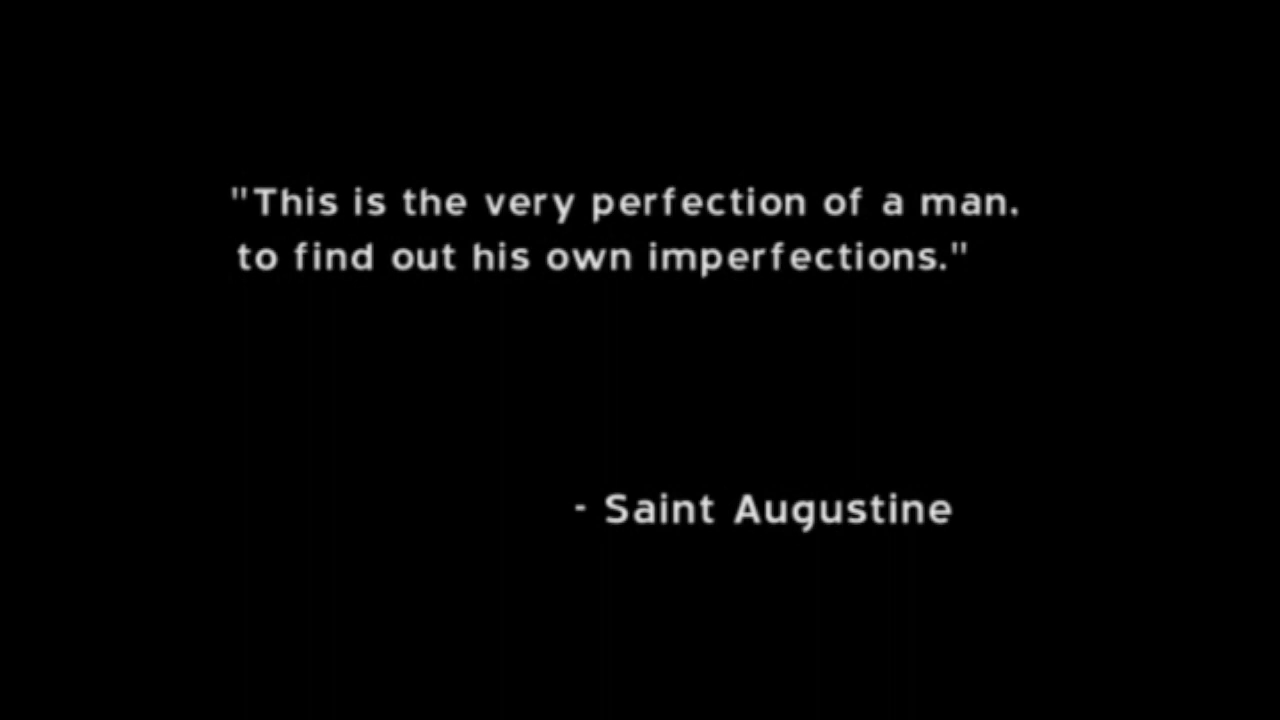 "This is the very perfection of a man.
to find out his own imperfections."
- Saint Augustine